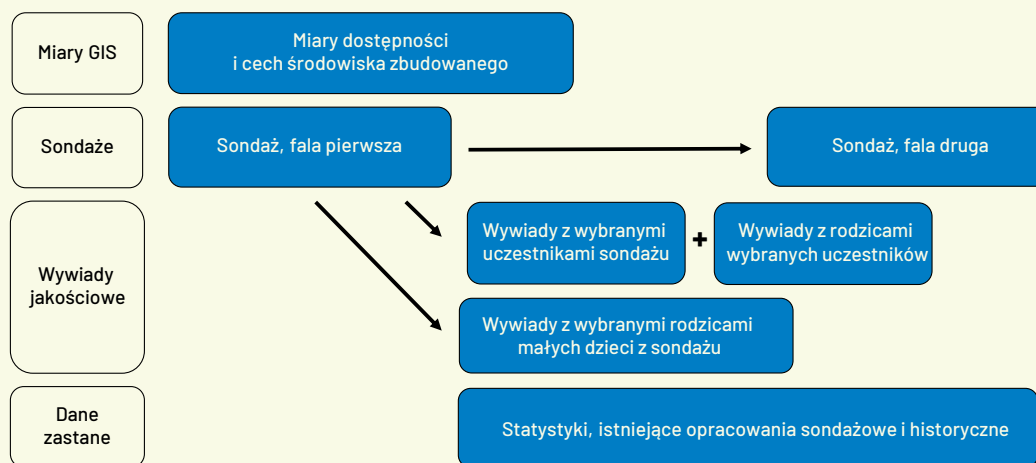 Miary GIS
Miary dostępności
i cech środowiska zbudowanego
Sondaże
Sondaż, fala pierwsza
Sondaż, fala druga
Wywiady
jakościowe
Wywiady z wybranymi
uczestnikami sondażu
+
Wywiady z rodzicami
wybranych uczestników
Wywiady z wybranymi rodzicami
małych dzieci z sondażu
Dane
zastane
Statystyki, istniejące opracowania sondażowe i historyczne